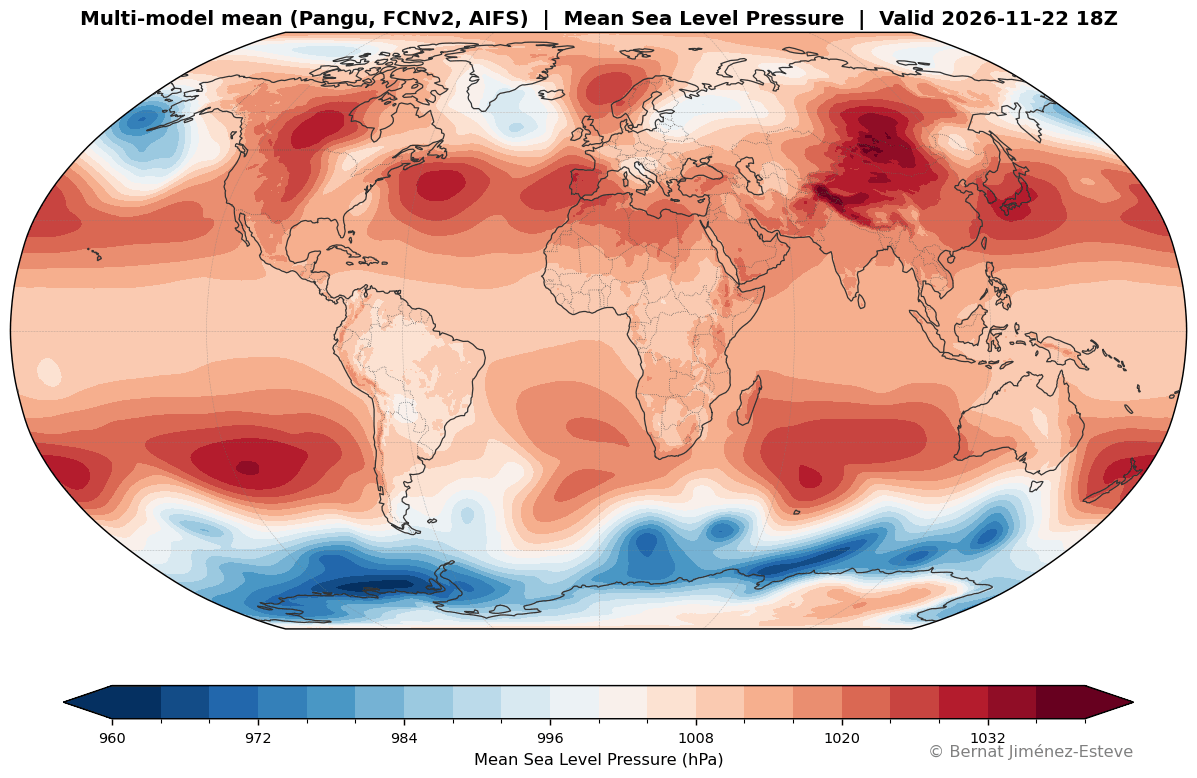 Multi-model mean (Pangu, FCNv2, AIFS) | Mean Sea Level Pressure | Valid 2026-11-22 18Z
960 972 984 996 1008 1020 1032
Mean Sea Level Pressure (hPa)
© Bernat Jiménez-Esteve